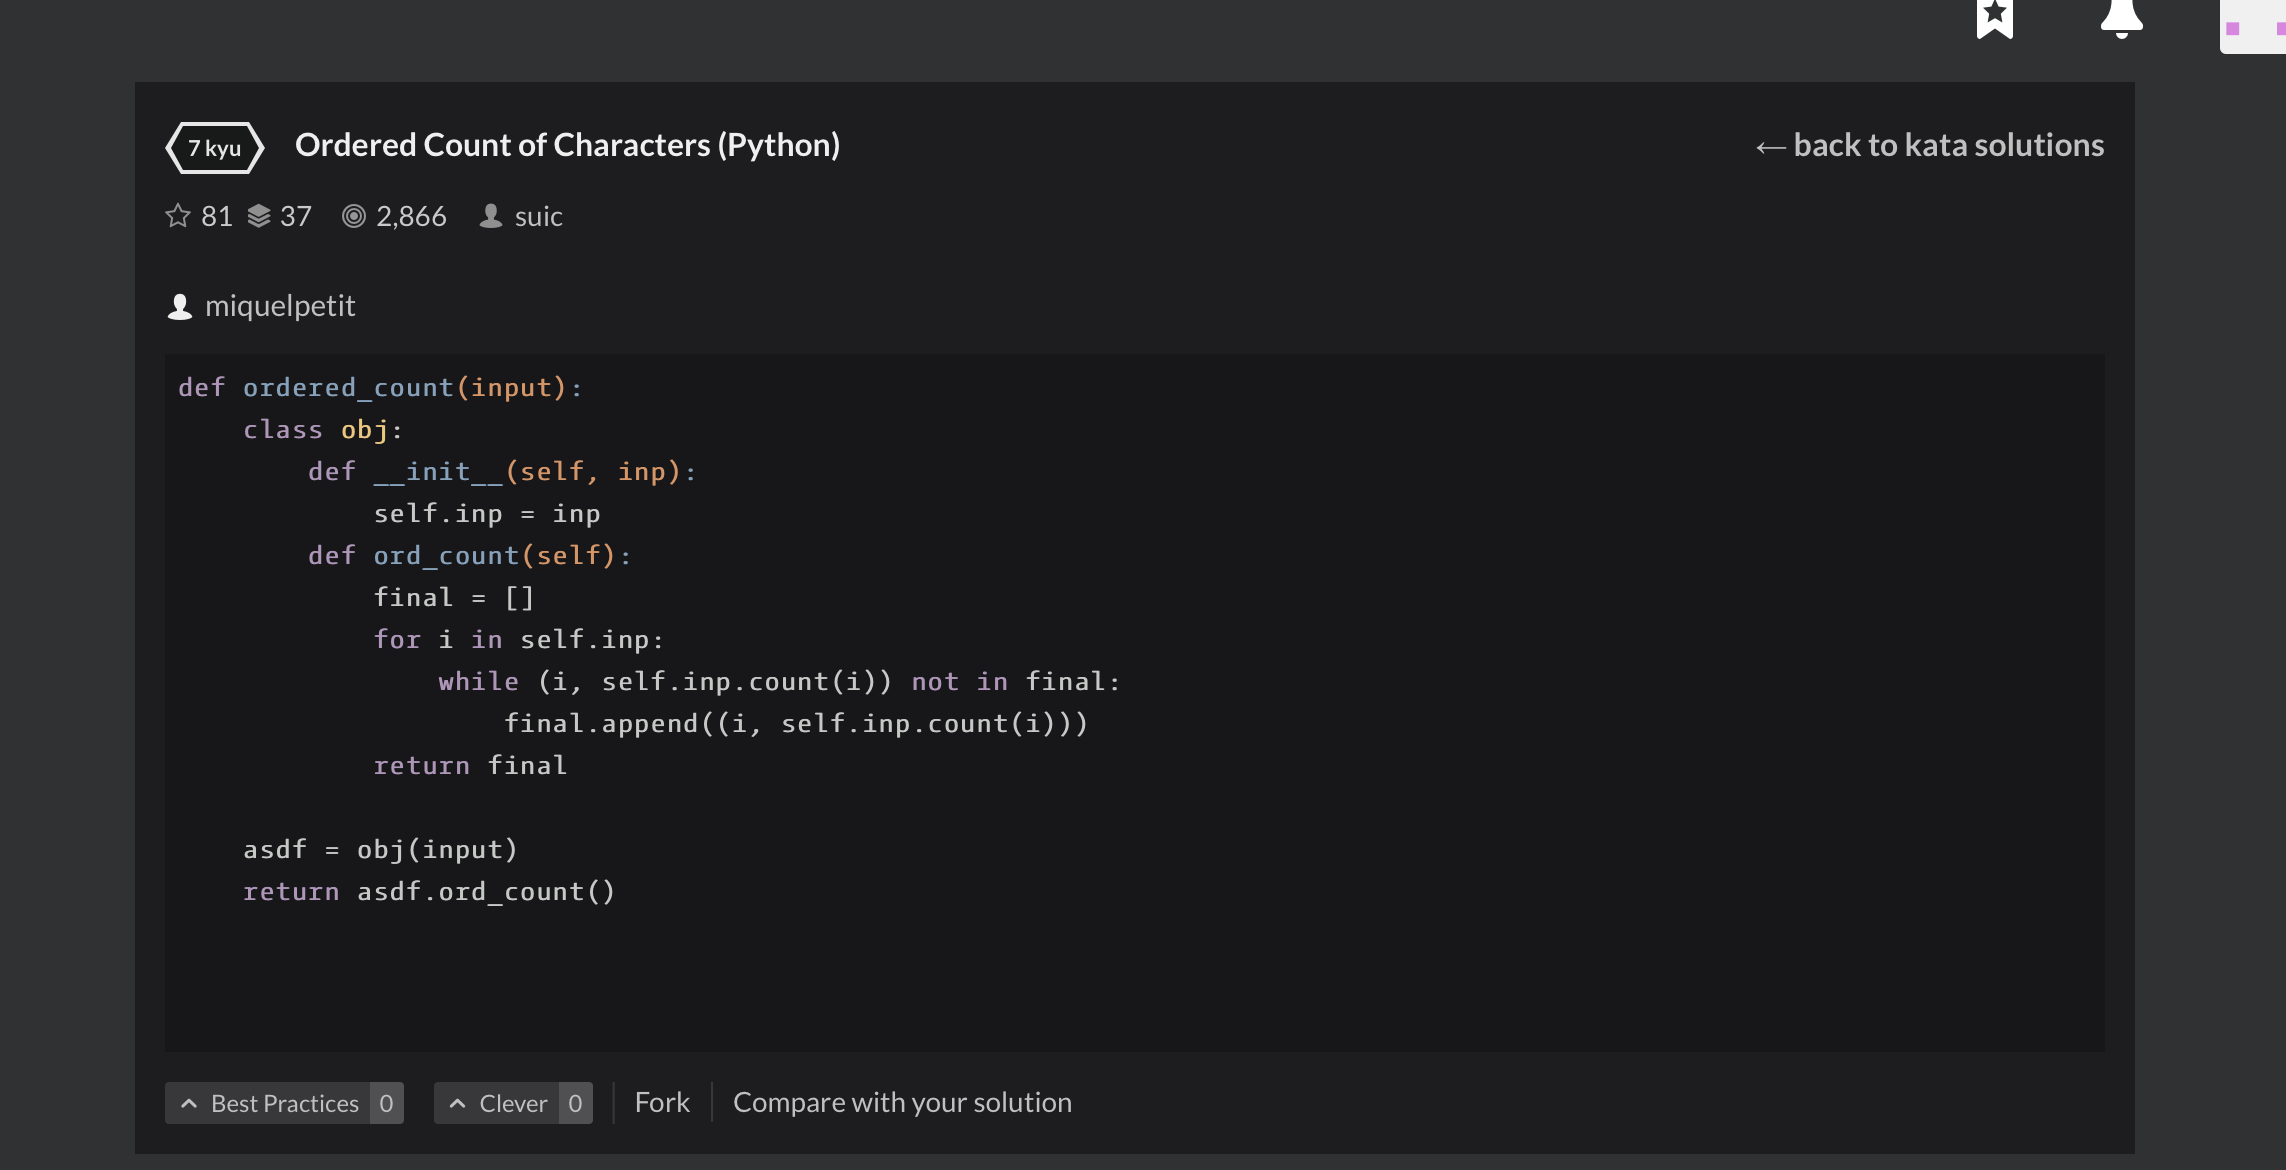 7 kyu
Ordered Count of Characters (Python)
← back to kata solutions
81 37 2,866 suic
miquelpetit
def ordered_count(input):
    class obj:
        def __init__(self, inp):
            self.inp = inp
        def ord_count(self):
            final = []
            for i in self.inp:
                while (i, self.inp.count(i)) not in final:
                    final.append((i, self.inp.count(i)))
            return final

    asdf = obj(input)
    return asdf.ord_count()
Best Practices 0 Clever 0 Fork Compare with your solution